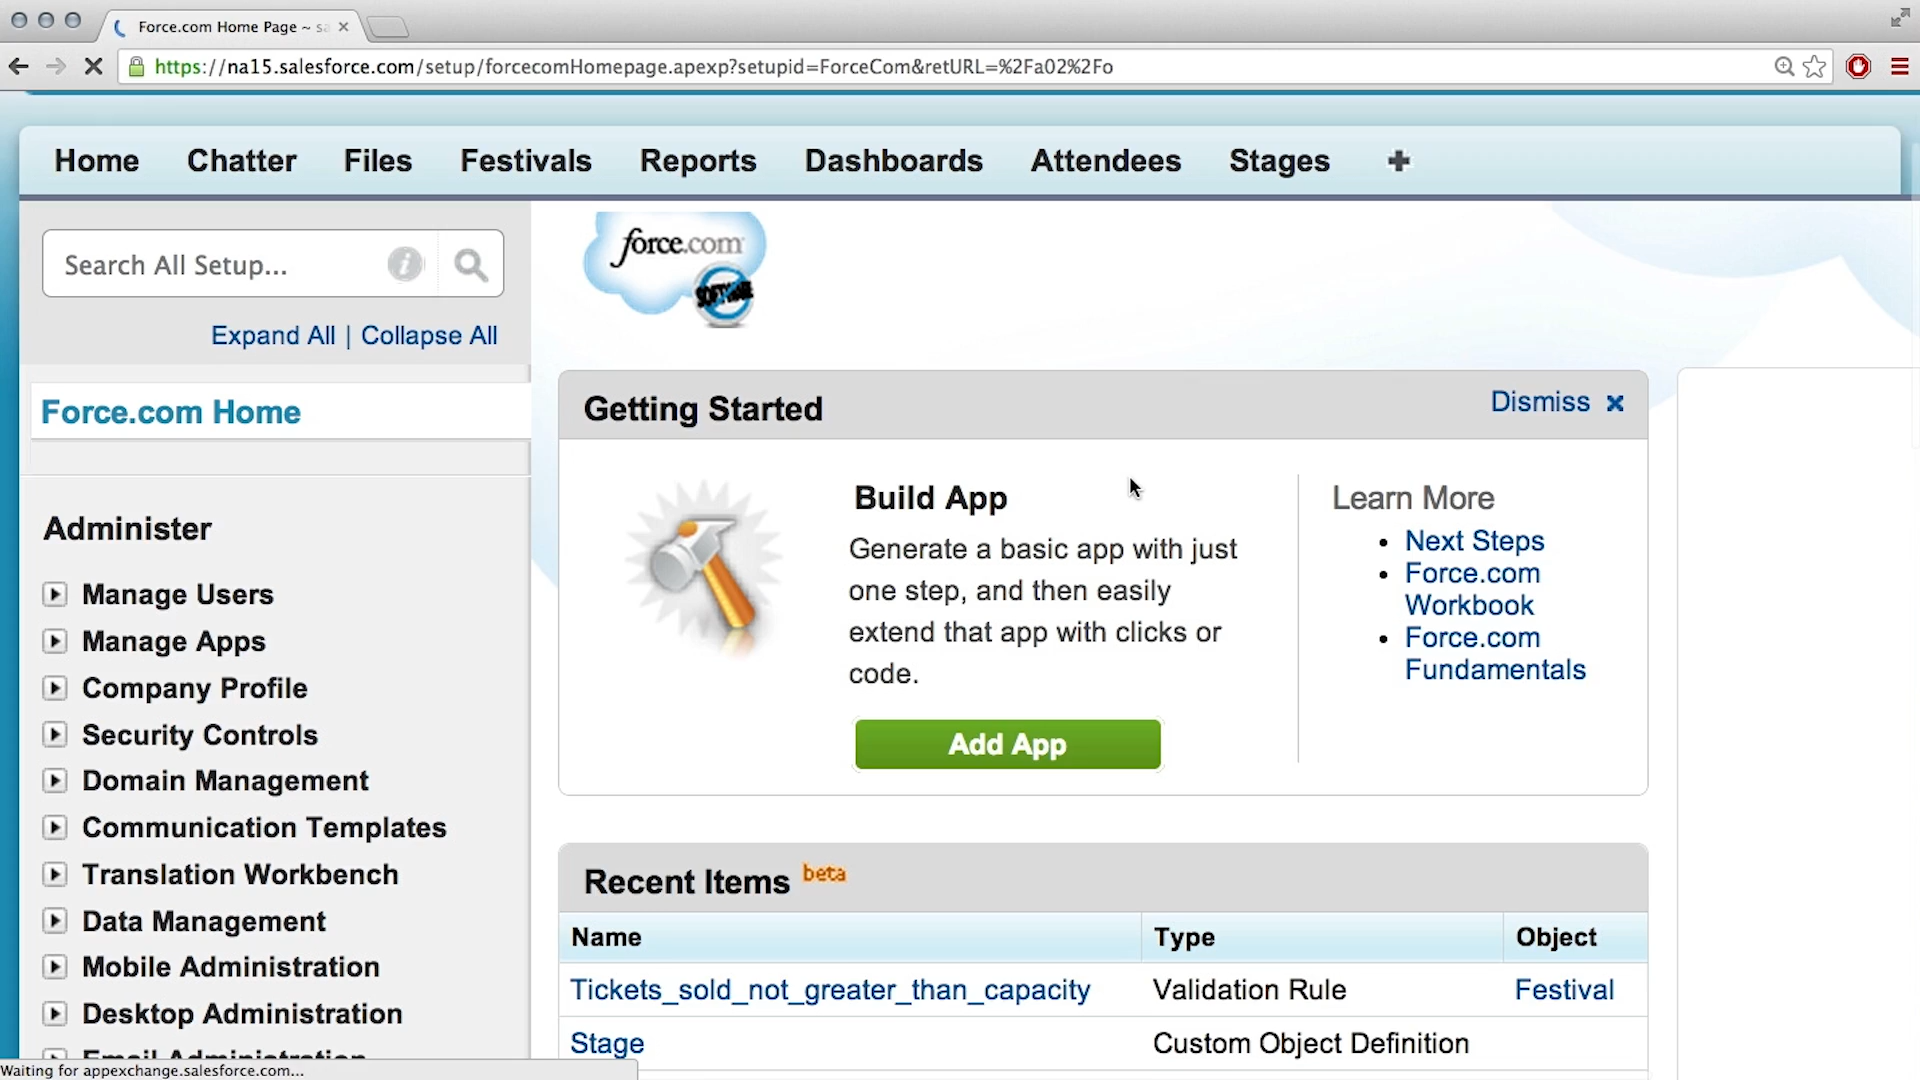 Force.com Home Page ~ sa
https://na15.salesforce.com/setup/forcecomHomepage.apexp?setupid=ForceCom&retURL=%2Fa02%2Fo
Home Chatter Files Festivals Reports Dashboards Attendees Stages +
Search All Setup...
Expand All | Collapse All
Force.com Home
Administer
Manage Users
Manage Apps
Company Profile
Security Controls
Domain Management
Communication Templates
Translation Workbench
Data Management
Mobile Administration
Desktop Administration
Email Administration
force.com
SOFTWARE
Getting Started
Dismiss
Build App
Generate a basic app with just
one step, and then easily
extend that app with clicks or
code.
Add App
Learn More
Next Steps
Force.com
Workbook
Force.com
Fundamentals
Recent Items beta
Name Type Object
Tickets_sold_not_greater_than_capacity Validation Rule Festival
Stage Custom Object Definition
Waiting for appexchange.salesforce.com...